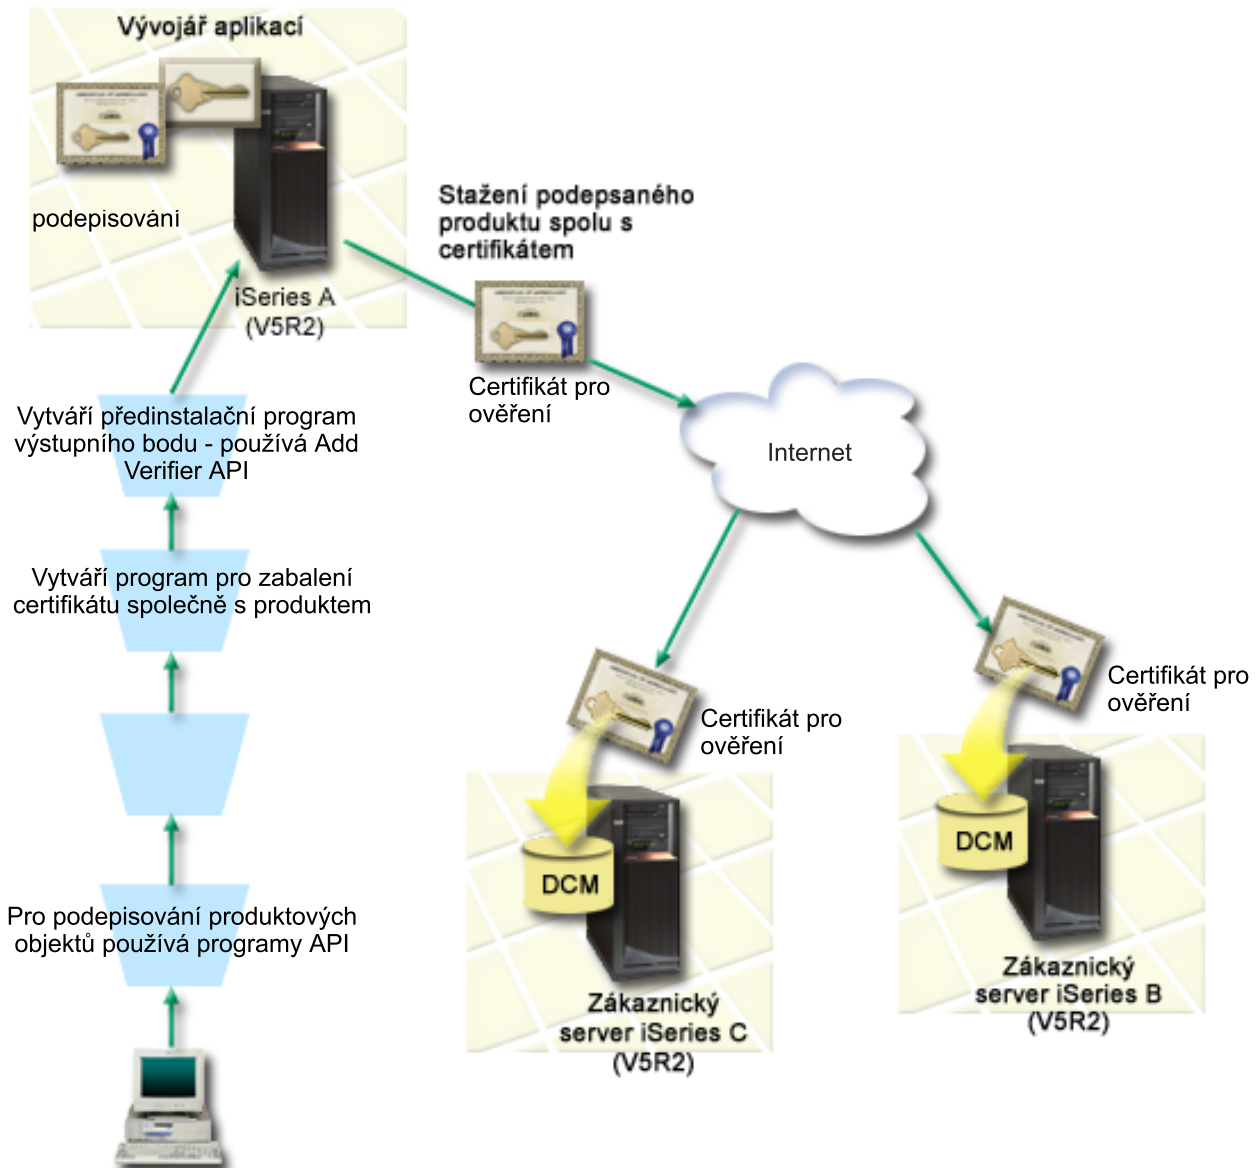 Vývojář aplikací
podepisování
iSeries A
(V5R2)
Stažení podepsaného
produktu spolu s
certifikátem
Certifikát pro
ověření
Internet
Vytváří předinstalační program
výstupního bodu - používá Add
Verifier API
Vytváří program pro zabalení
certifikátu společně s produktem
Pro podepisování produktových
objektů používá programy API
Certifikát pro
ověření
DCM
Zákaznický
server iSeries C
(V5R2)
Certifikát pro
ověření
DCM
Zákaznický
server iSeries B
(V5R2)